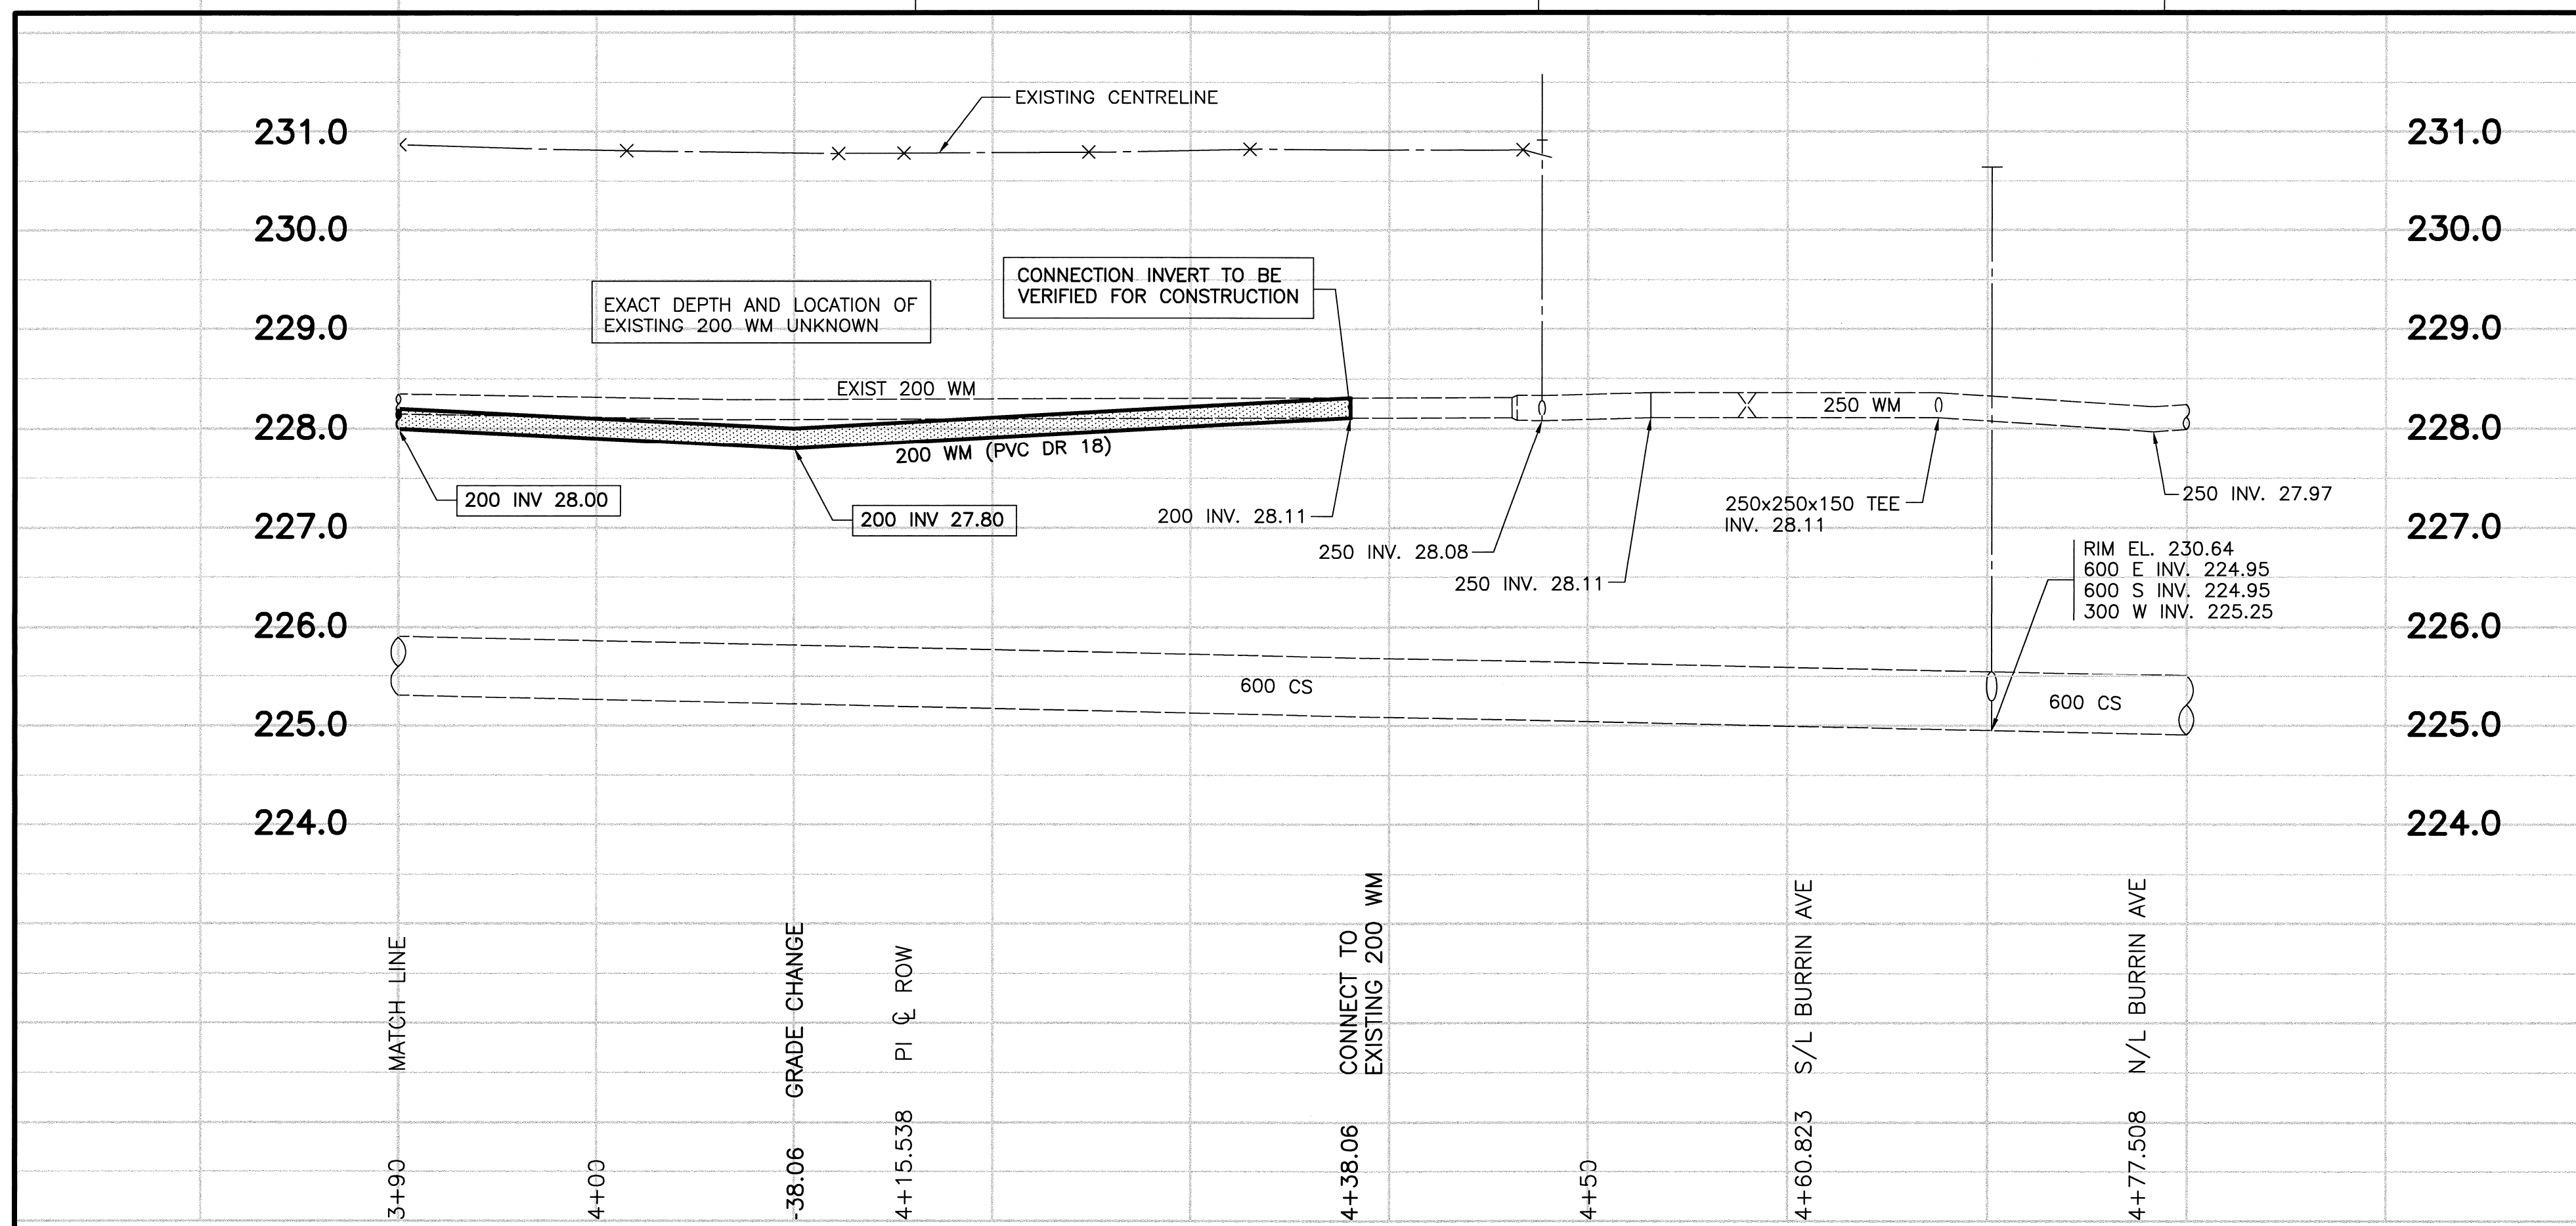 EXISTING CENTRELINE
231.0
231.0
230.0
230.0
CONNECTION INVERT TO BE
VERIFIED FOR CONSTRUCTION
EXACT DEPTH AND LOCATION OF
EXISTING 200 WM UNKNOWN
229.0
229.0
EXIST 200 WM
250 WM
228.0
228.0
200 WM (PVC DR 18)
200 INV 28.00
200 INV 27.80
200 INV. 28.11
250 INV. 28.08
250 INV. 28.11
250x250x150 TEE
INV. 28.11
250 INV. 27.97
227.0
227.0
RIM EL. 230.64
600 E INV. 224.95
600 S INV. 224.95
300 W INV. 225.25
226.0
226.0
600 CS
600 CS
225.0
225.0
224.0
224.0
3+90 MATCH LINE
4+00
-38.06 GRADE CHANGE
4+15.538 PI ℄ ROW
4+38.06 CONNECT TO
EXISTING 200 WM
4+50
4+60.823 S/L BURRIN AVE
4+77.508 N/L BURRIN AVE